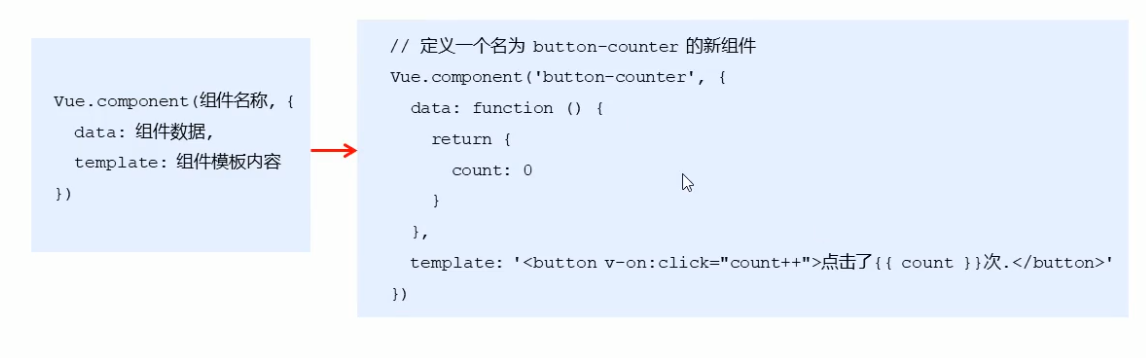 Vue.component(组件名称, {
  data: 组件数据,
  template: 组件模板内容
})
// 定义一个名为 button-counter 的新组件
Vue.component('button-counter', {
  data: function () {
    return {
      count: 0
    }
  },
  template: '<button v-on:click="count++">点击了{{ count }}次.</button>'
})